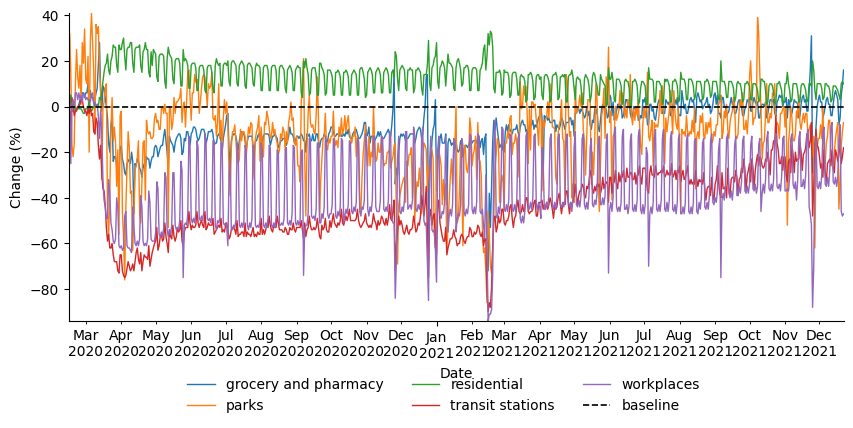 40
20
0
−20
−40
−60
−80
Change (%)
Mar Apr May Jun Jul Aug Sep Oct Nov Dec Jan Feb Mar Apr May Jun Jul Aug Sep Oct Nov Dec
2020 2020 2020 2020 2020 2020 2020 2020 2020 2020 2021 2021 2021 2021 2021 2021 2021 2021 2021 2021 2021 2021
Date
grocery and pharmacy residential workplaces
parks transit stations baseline